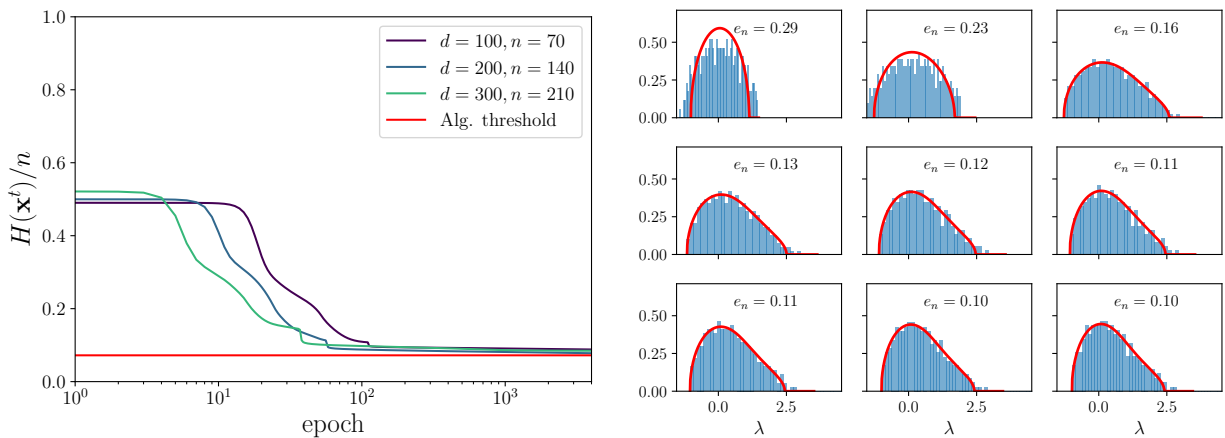 H(𝐱^t)/n
1.0
0.8
0.6
0.4
0.2
0.0
d = 100, n = 70
d = 200, n = 140
d = 300, n = 210
Alg. threshold
10^0
10^1
10^2
10^3
epoch
0.50
0.25
0.00
e_n = 0.29
e_n = 0.23
e_n = 0.16
0.50
0.25
0.00
e_n = 0.13
e_n = 0.12
e_n = 0.11
0.50
0.25
0.00
e_n = 0.11
e_n = 0.10
e_n = 0.10
0.0 2.5
0.0 2.5
0.0 2.5
λ
λ
λ